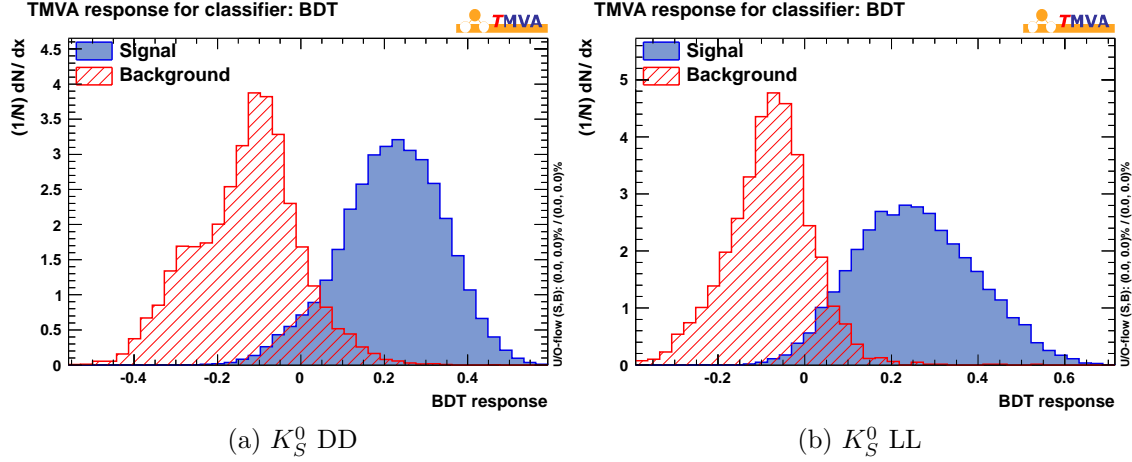 TMVA response for classifier: BDT
TMVA
Signal
Background
(1/N) dN / dx
4.5
4
3.5
3
2.5
2
1.5
1
0.5
0
-0.4
-0.2
0
0.2
0.4
BDT response
U/O-flow (S,B): (0.0, 0.0)% / (0.0, 0.0)%
(a) K_S^0 DD
TMVA response for classifier: BDT
TMVA
Signal
Background
(1/N) dN / dx
5
4
3
2
1
0
-0.2
0
0.2
0.4
0.6
BDT response
U/O-flow (S,B): (0.0, 0.0)% / (0.0, 0.0)%
(b) K_S^0 LL